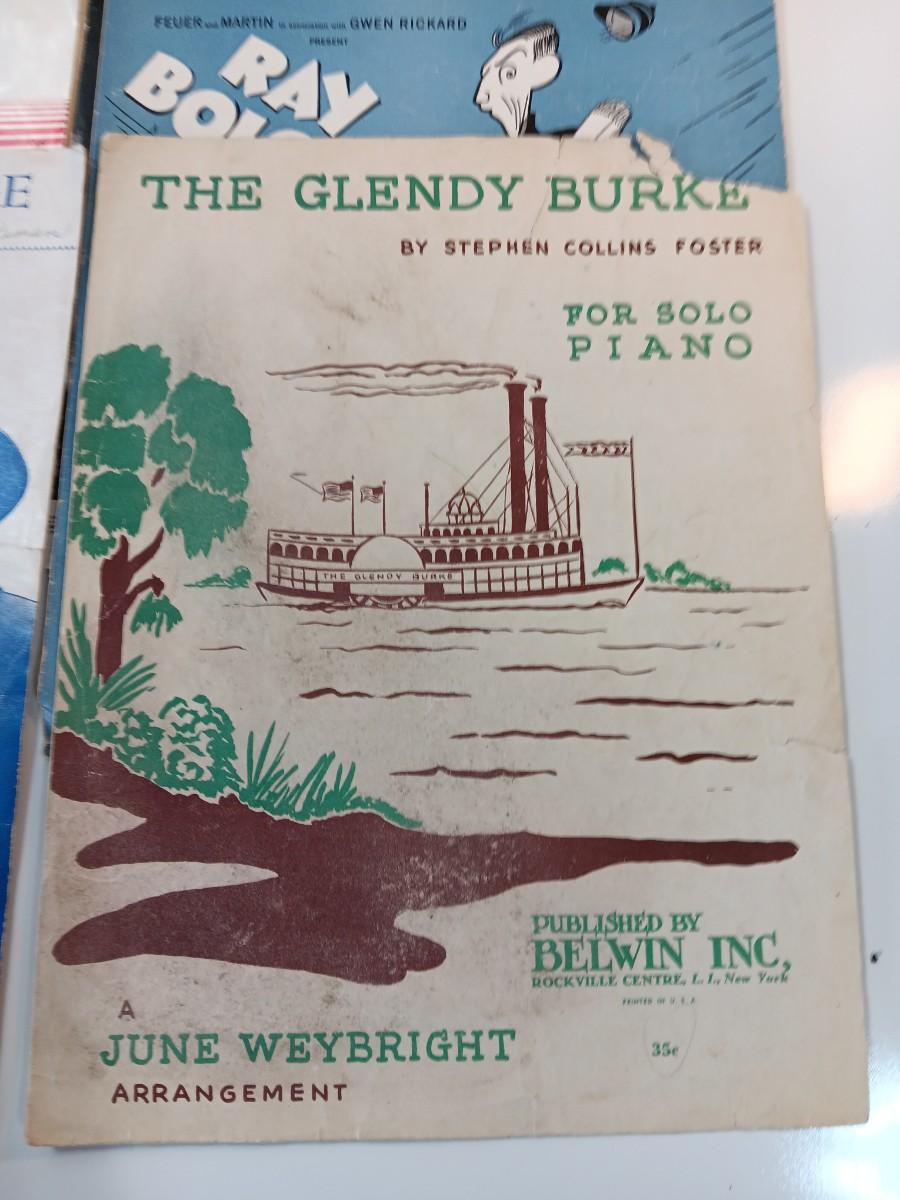 FEUER and MARTIN in association with GWEN RICKARD
PRESENT
RAY
BOL
E
THE GLENDY BURKE
BY STEPHEN COLLINS FOSTER
FOR SOLO
PIANO
THE GLENDY BURKE
PUBLISHED BY
BELWIN INC,
ROCKVILLE CENTRE, L. I., New York
PRINTED IN U. S. A.
35c
A
JUNE WEYBRIGHT
ARRANGEMENT